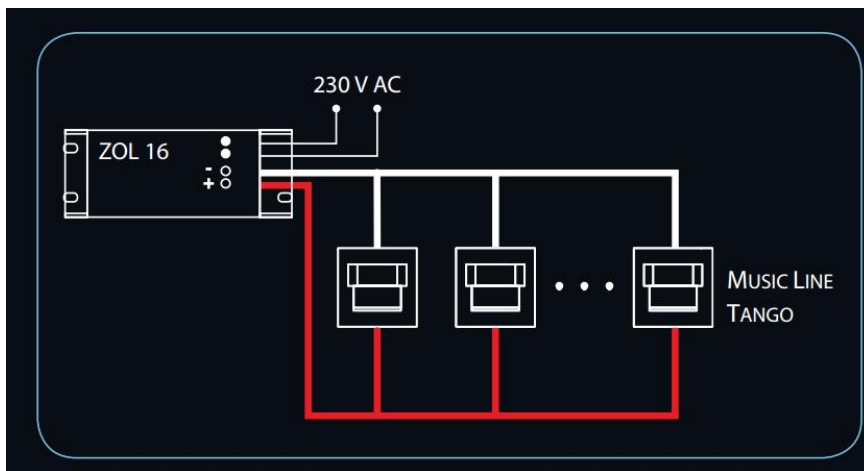 230 V AC
ZOL 16
-
+
MUSIC LINE
TANGO